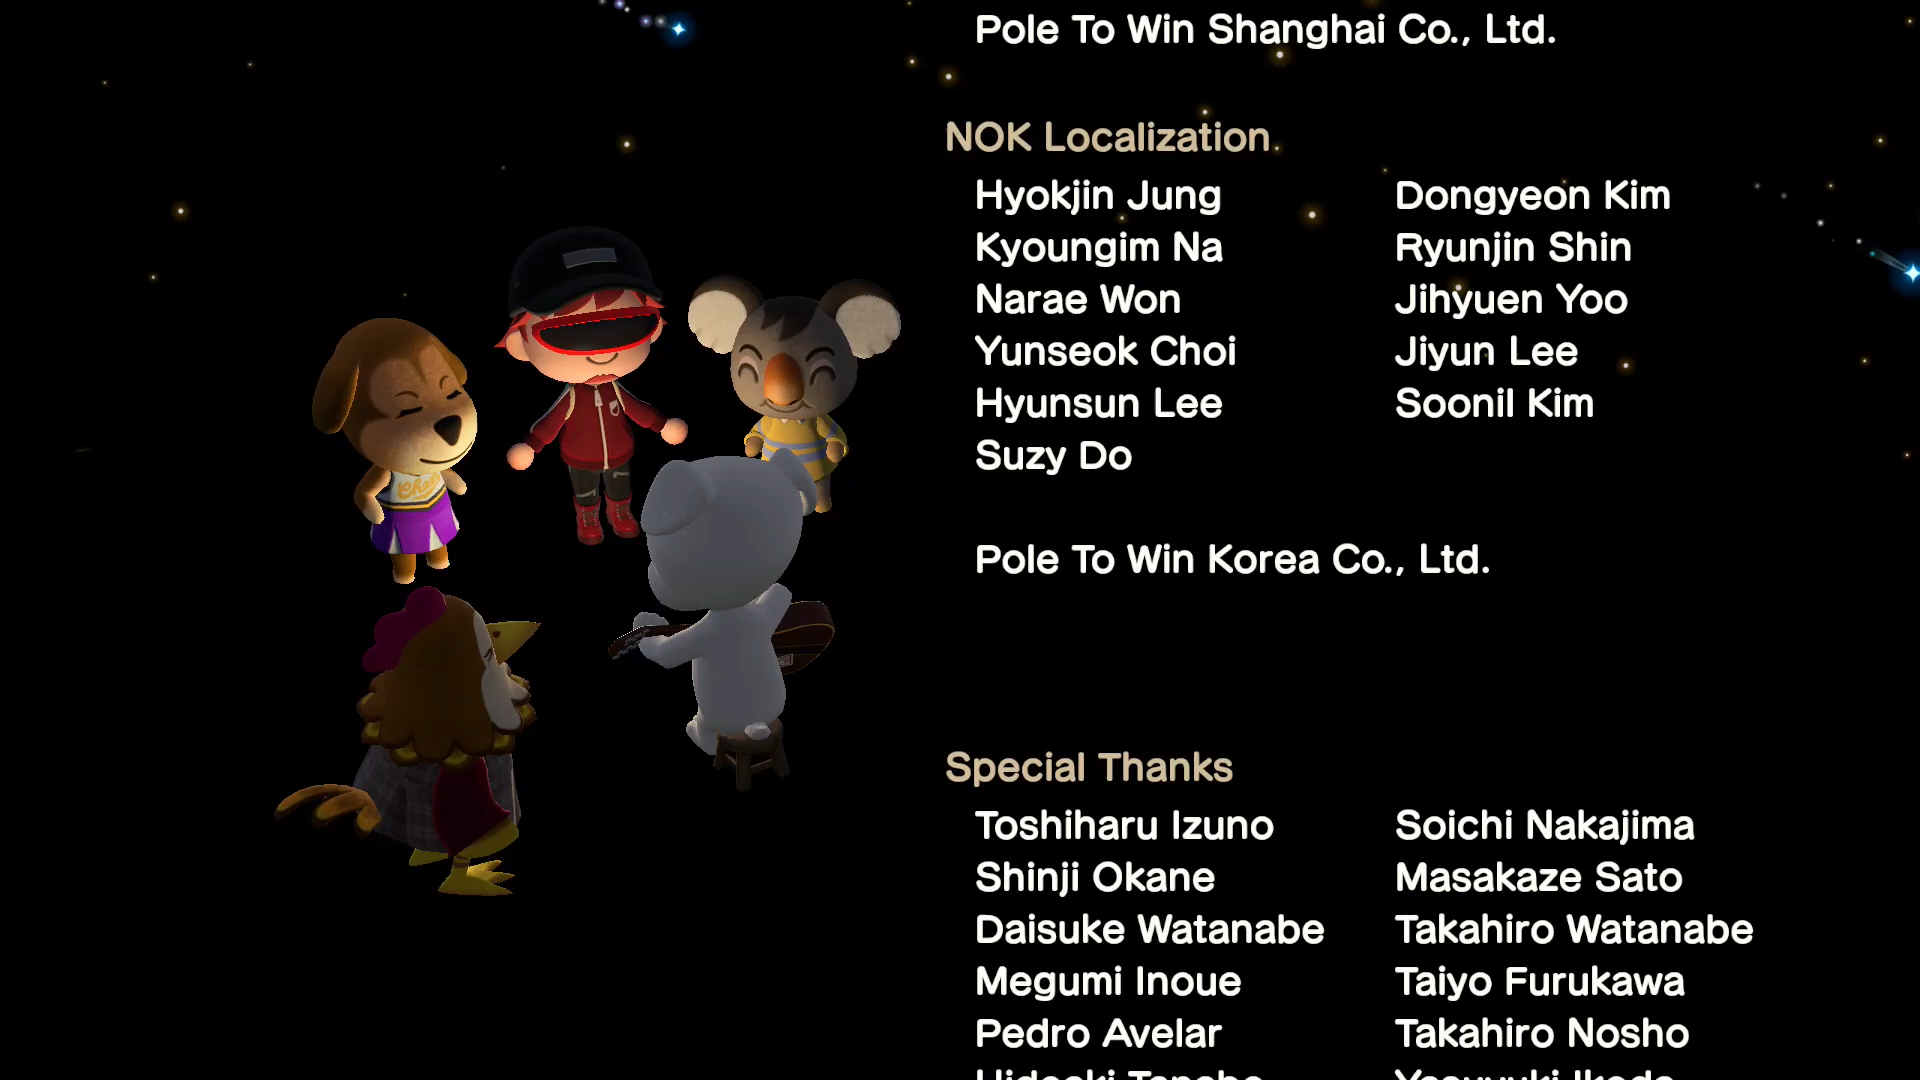 Pole To Win Shanghai Co., Ltd.
NOK Localization
Hyokjin Jung Dongyeon Kim
Kyoungim Na Ryunjin Shin
Narae Won Jihyuen Yoo
Yunseok Choi Jiyun Lee
Hyunsun Lee Soonil Kim
Suzy Do
Pole To Win Korea Co., Ltd.
Special Thanks
Toshiharu Izuno Soichi Nakajima
Shinji Okane Masakaze Sato
Daisuke Watanabe Takahiro Watanabe
Megumi Inoue Taiyo Furukawa
Pedro Avelar Takahiro Nosho